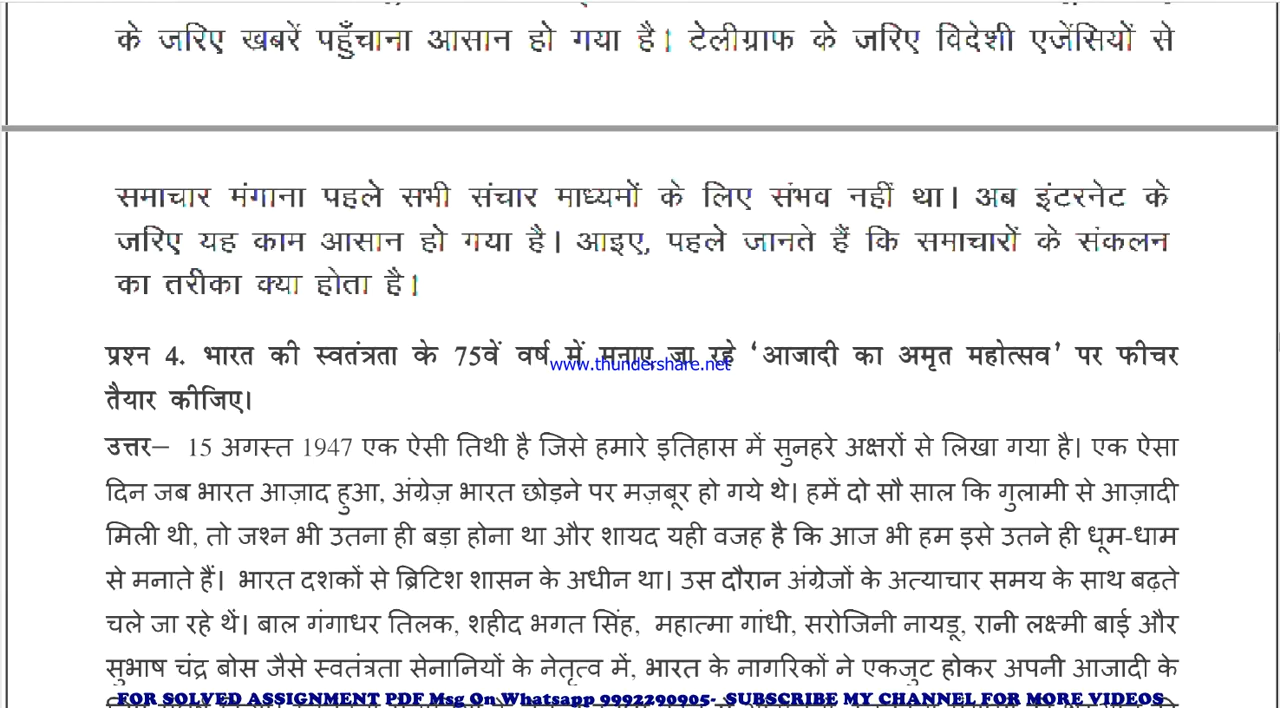 के जरिए खबरें पहुँचाना आसान हो गया है। टेलीग्राफ के जरिए विदेशी एजेंसियों से
समाचार मंगाना पहले सभी संचार माध्यमों के लिए संभव नहीं था। अब इंटरनेट के
जरिए यह काम आसान हो गया है। आइए, पहले जानते हैं कि समाचारों के संकलन
का तरीका क्या होता है।
प्रश्न 4. भारत की स्वतंत्रता के 75वें वर्ष में मनाए जा रहे ‘आजादी का अमृत महोत्सव’ पर फीचर
www.thundershare.net
तैयार कीजिए।
उत्तर– 15 अगस्त 1947 एक ऐसी तिथी है जिसे हमारे इतिहास में सुनहरे अक्षरों से लिखा गया है। एक ऐसा
दिन जब भारत आज़ाद हुआ, अंग्रेज़ भारत छोड़ने पर मज़बूर हो गये थे। हमें दो सौ साल कि गुलामी से आज़ादी
मिली थी, तो जश्न भी उतना ही बड़ा होना था और शायद यही वजह है कि आज भी हम इसे उतने ही धूम-धाम
से मनाते हैं। भारत दशकों से ब्रिटिश शासन के अधीन था। उस दौरान अंग्रेजों के अत्याचार समय के साथ बढ़ते
चले जा रहे थें। बाल गंगाधर तिलक, शहीद भगत सिंह, महात्मा गांधी, सरोजिनी नायडू, रानी लक्ष्मी बाई और
सुभाष चंद्र बोस जैसे स्वतंत्रता सेनानियों के नेतृत्व में, भारत के नागरिकों ने एकजुट होकर अपनी आजादी के
FOR SOLVED ASSIGNMENT PDF Msg On Whatsapp 9992290905- SUBSCRIBE MY CHANNEL FOR MORE VIDEOS